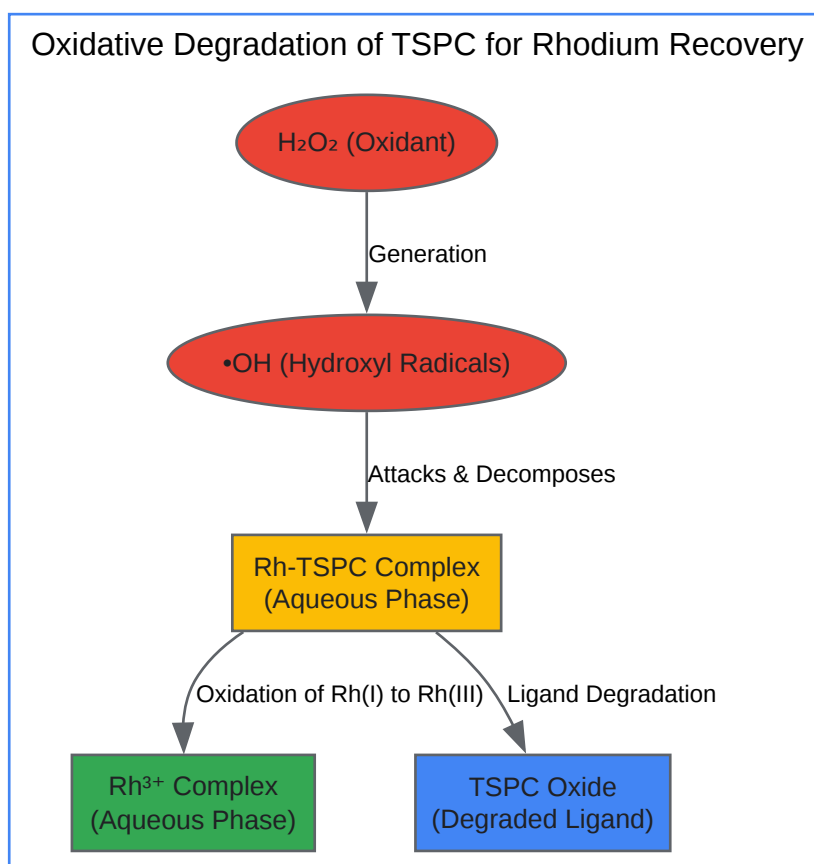 Oxidative Degradation of TSPC for Rhodium Recovery
H₂O₂ (Oxidant)
Generation
•OH (Hydroxyl Radicals)
Attacks & Decomposes
Rh-TSPC Complex
(Aqueous Phase)
Oxidation of Rh(I) to Rh(III)
Ligand Degradation
Rh³⁺ Complex
(Aqueous Phase)
TSPC Oxide
(Degraded Ligand)